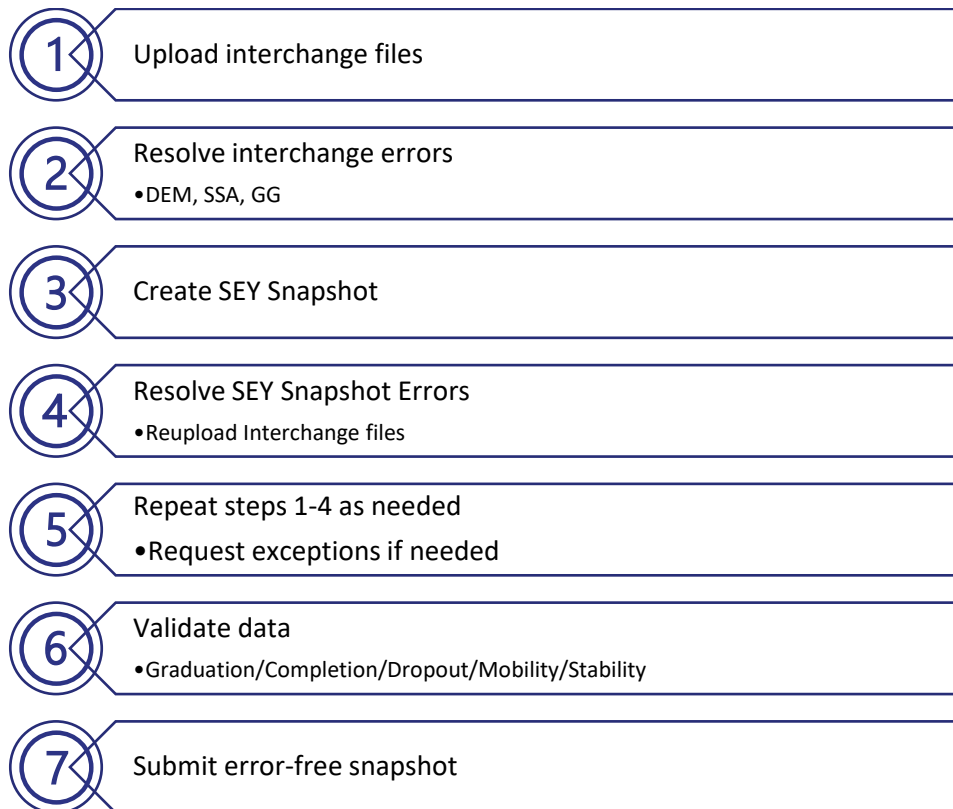 1
Upload interchange files
2
Resolve interchange errors
•DEM, SSA, GG
3
Create SEY Snapshot
4
Resolve SEY Snapshot Errors
•Reupload Interchange files
5
Repeat steps 1-4 as needed
•Request exceptions if needed
6
Validate data
•Graduation/Completion/Dropout/Mobility/Stability
7
Submit error-free snapshot